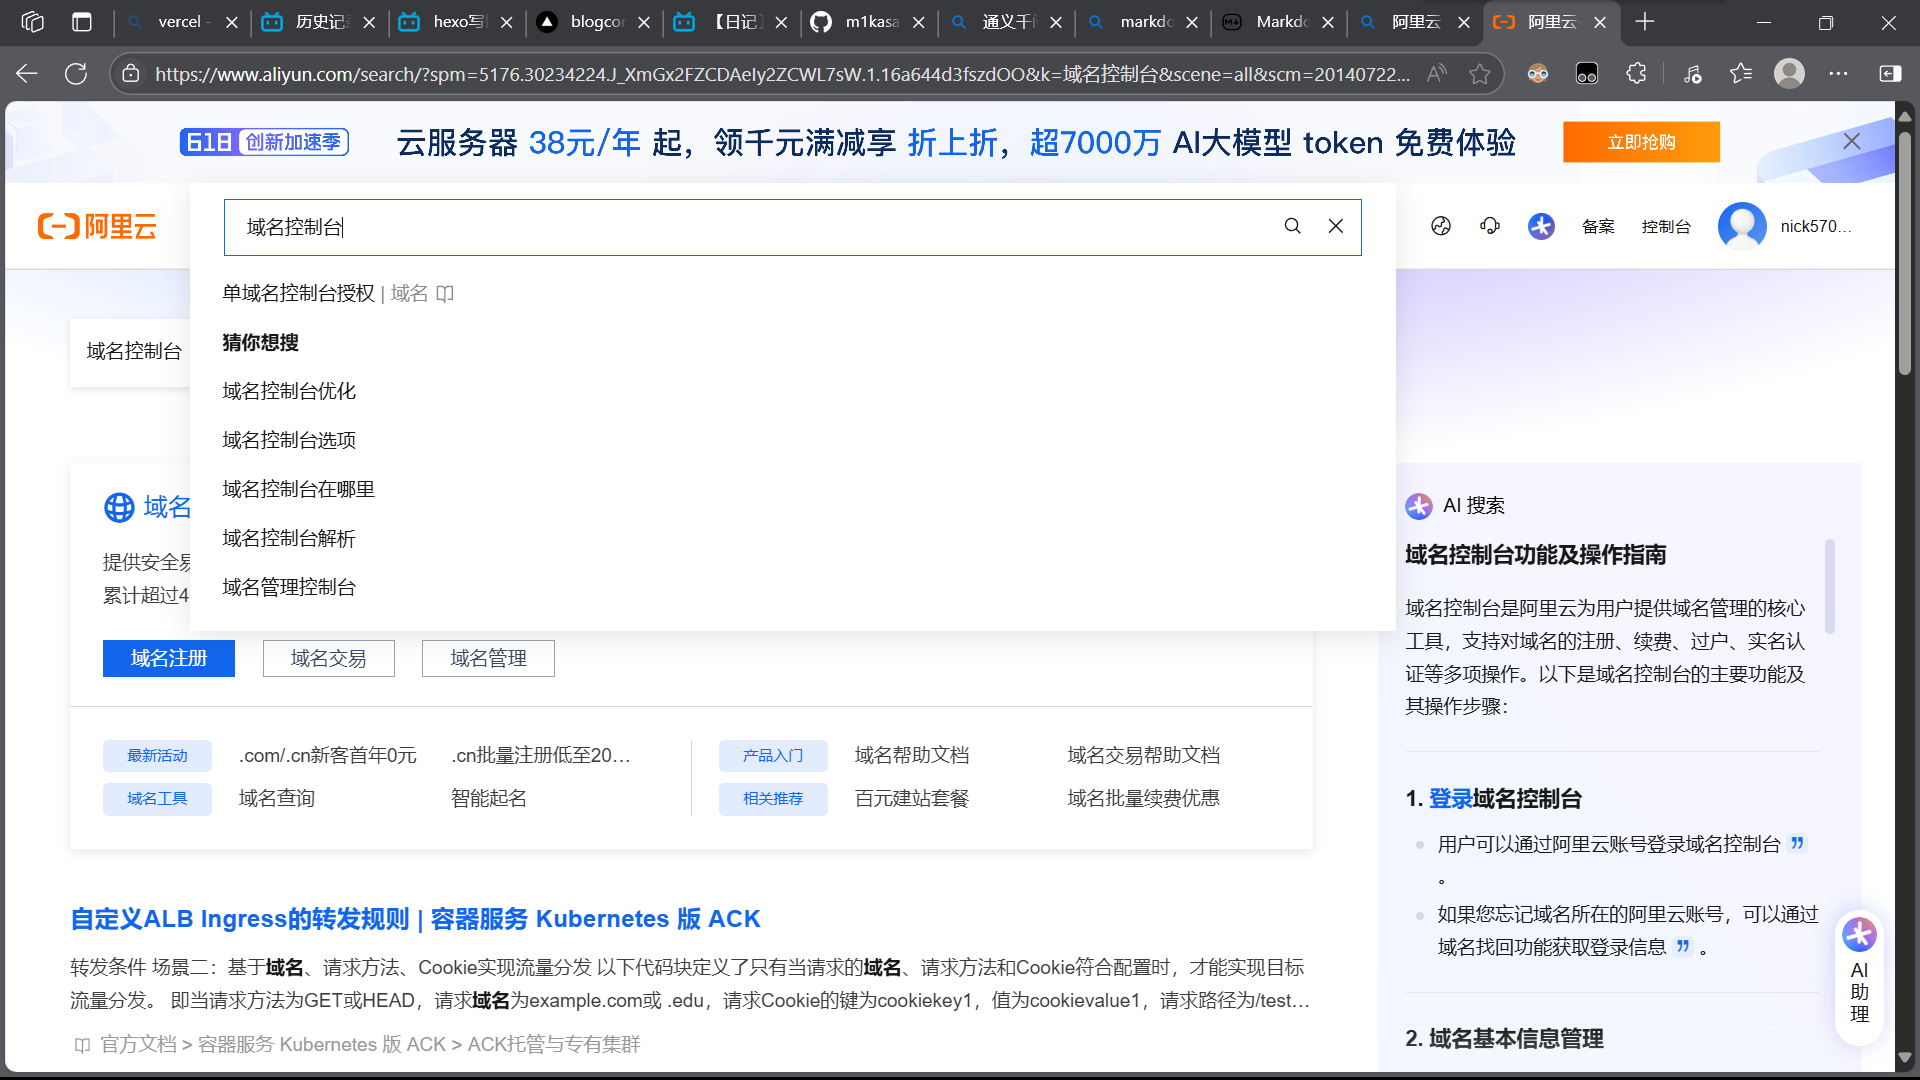 vercel -
历史记
hexo写
blogcor
【日记】
m1kasa
通义千问
markdo
Markdo
阿里云
阿里云-
https://www.aliyun.com/search/?spm=5176.30234224.J_XmGx2FZCDAeIy2ZCWL7sW.1.16a644d3fszdOO&k=域名控制台&scene=all&scm=20140722...
618 创新加速季
云服务器 38元/年 起，领千元满减享 折上折，超7000万 AI大模型 token 免费体验
立即抢购
阿里云
域名控制台
备案
控制台
nick570...
单域名控制台授权 | 域名
猜你想搜
域名控制台
域名控制台优化
域名控制台选项
域名控制台在哪里
域名控制台解析
域名管理控制台
域名
提供安全易
累计超过4
域名注册
域名交易
域名管理
最新活动
.com/.cn新客首年0元
.cn批量注册低至20...
产品入门
域名帮助文档
域名交易帮助文档
域名工具
域名查询
智能起名
相关推荐
百元建站套餐
域名批量续费优惠
自定义ALB Ingress的转发规则 | 容器服务 Kubernetes 版 ACK
转发条件 场景二：基于域名、请求方法、Cookie实现流量分发 以下代码块定义了只有当请求的域名、请求方法和Cookie符合配置时，才能实现目标
流量分发。 即当请求方法为GET或HEAD，请求域名为example.com或 .edu，请求Cookie的键为cookiekey1，值为cookievalue1，请求路径为/test...
官方文档 > 容器服务 Kubernetes 版 ACK > ACK托管与专有集群
AI 搜索
域名控制台功能及操作指南
域名控制台是阿里云为用户提供域名管理的核心
工具，支持对域名的注册、续费、过户、实名认
证等多项操作。以下是域名控制台的主要功能及
其操作步骤：
1. 登录域名控制台
用户可以通过阿里云账号登录域名控制台
。
如果您忘记域名所在的阿里云账号，可以通过
域名找回功能获取登录信息 。
2. 域名基本信息管理
AI
助
理